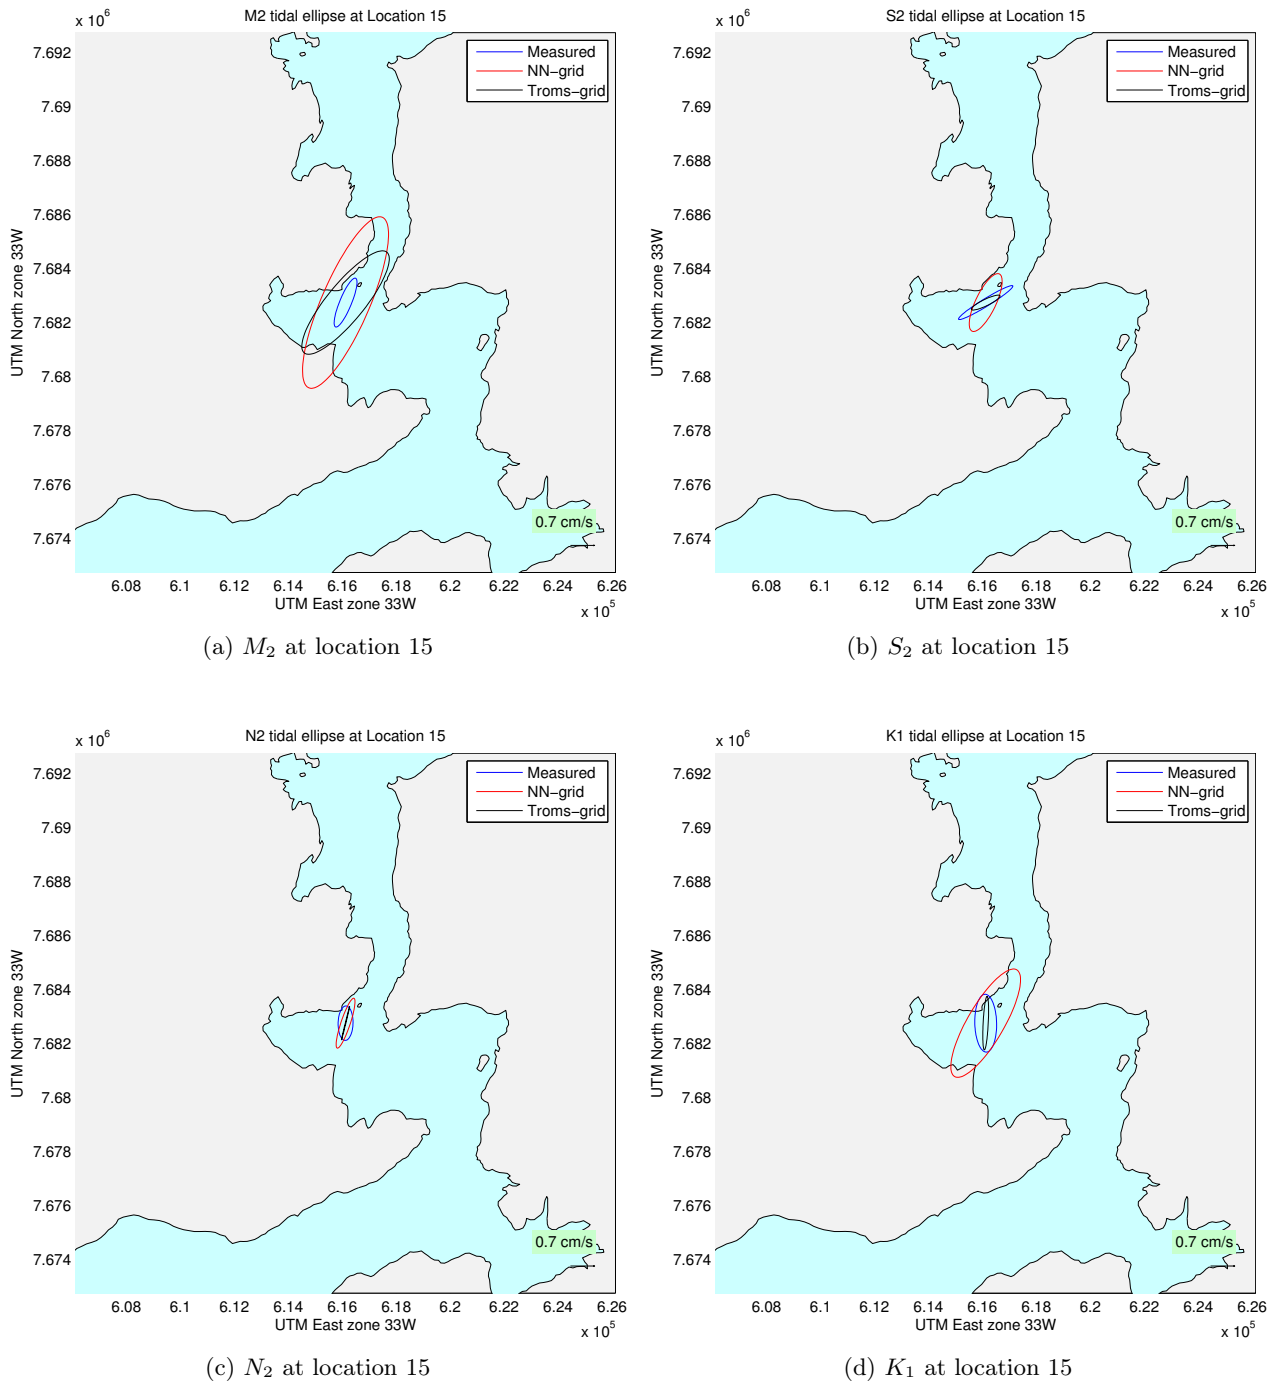 x 10^6
M2 tidal ellipse at Location 15
Measured
NN−grid
Troms−grid
7.692
7.69
7.688
7.686
7.684
7.682
7.68
7.678
7.676
7.674
UTM North zone 33W
0.7 cm/s
6.08 6.1 6.12 6.14 6.16 6.18 6.2 6.22 6.24 6.26
UTM East zone 33W
x 10^5
(a) M_2 at location 15
x 10^6
S2 tidal ellipse at Location 15
Measured
NN−grid
Troms−grid
7.692
7.69
7.688
7.686
7.684
7.682
7.68
7.678
7.676
7.674
UTM North zone 33W
0.7 cm/s
6.08 6.1 6.12 6.14 6.16 6.18 6.2 6.22 6.24 6.26
UTM East zone 33W
x 10^5
(b) S_2 at location 15
x 10^6
N2 tidal ellipse at Location 15
Measured
NN−grid
Troms−grid
7.692
7.69
7.688
7.686
7.684
7.682
7.68
7.678
7.676
7.674
UTM North zone 33W
0.7 cm/s
6.08 6.1 6.12 6.14 6.16 6.18 6.2 6.22 6.24 6.26
UTM East zone 33W
x 10^5
(c) N_2 at location 15
x 10^6
K1 tidal ellipse at Location 15
Measured
NN−grid
Troms−grid
7.692
7.69
7.688
7.686
7.684
7.682
7.68
7.678
7.676
7.674
UTM North zone 33W
0.7 cm/s
6.08 6.1 6.12 6.14 6.16 6.18 6.2 6.22 6.24 6.26
UTM East zone 33W
x 10^5
(d) K_1 at location 15